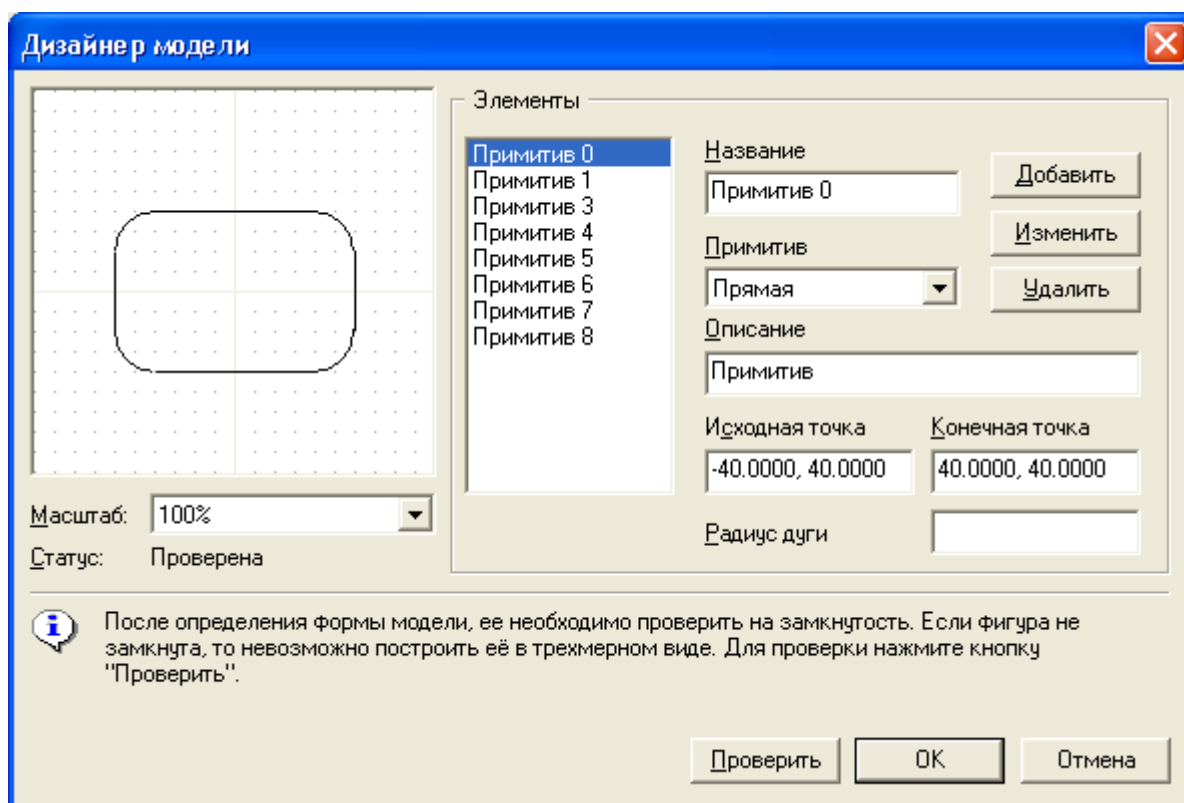 Дизайнер модели
Элементы
Примитив 0
Примитив 1
Примитив 3
Примитив 4
Примитив 5
Примитив 6
Примитив 7
Примитив 8
Название
Примитив 0
Примитив
Прямая
Описание
Примитив
Исходная точка
Конечная точка
-40.0000, 40.0000
40.0000, 40.0000
Радиус дуги
Добавить
Изменить
Удалить
Масштаб:
100%
Статус:
Проверена
После определения формы модели, ее необходимо проверить на замкнутость. Если фигура не
замкнута, то невозможно построить её в трехмерном виде. Для проверки нажмите кнопку
"Проверить".
Проверить
OK
Отмена